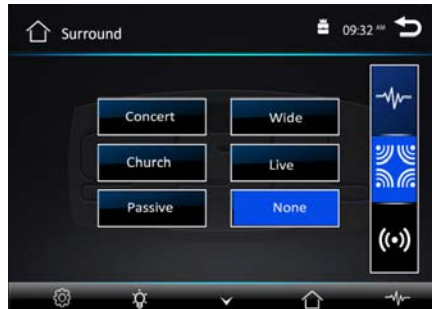 Surround
09:32 AM
Concert
Wide
Church
Live
Passive
None